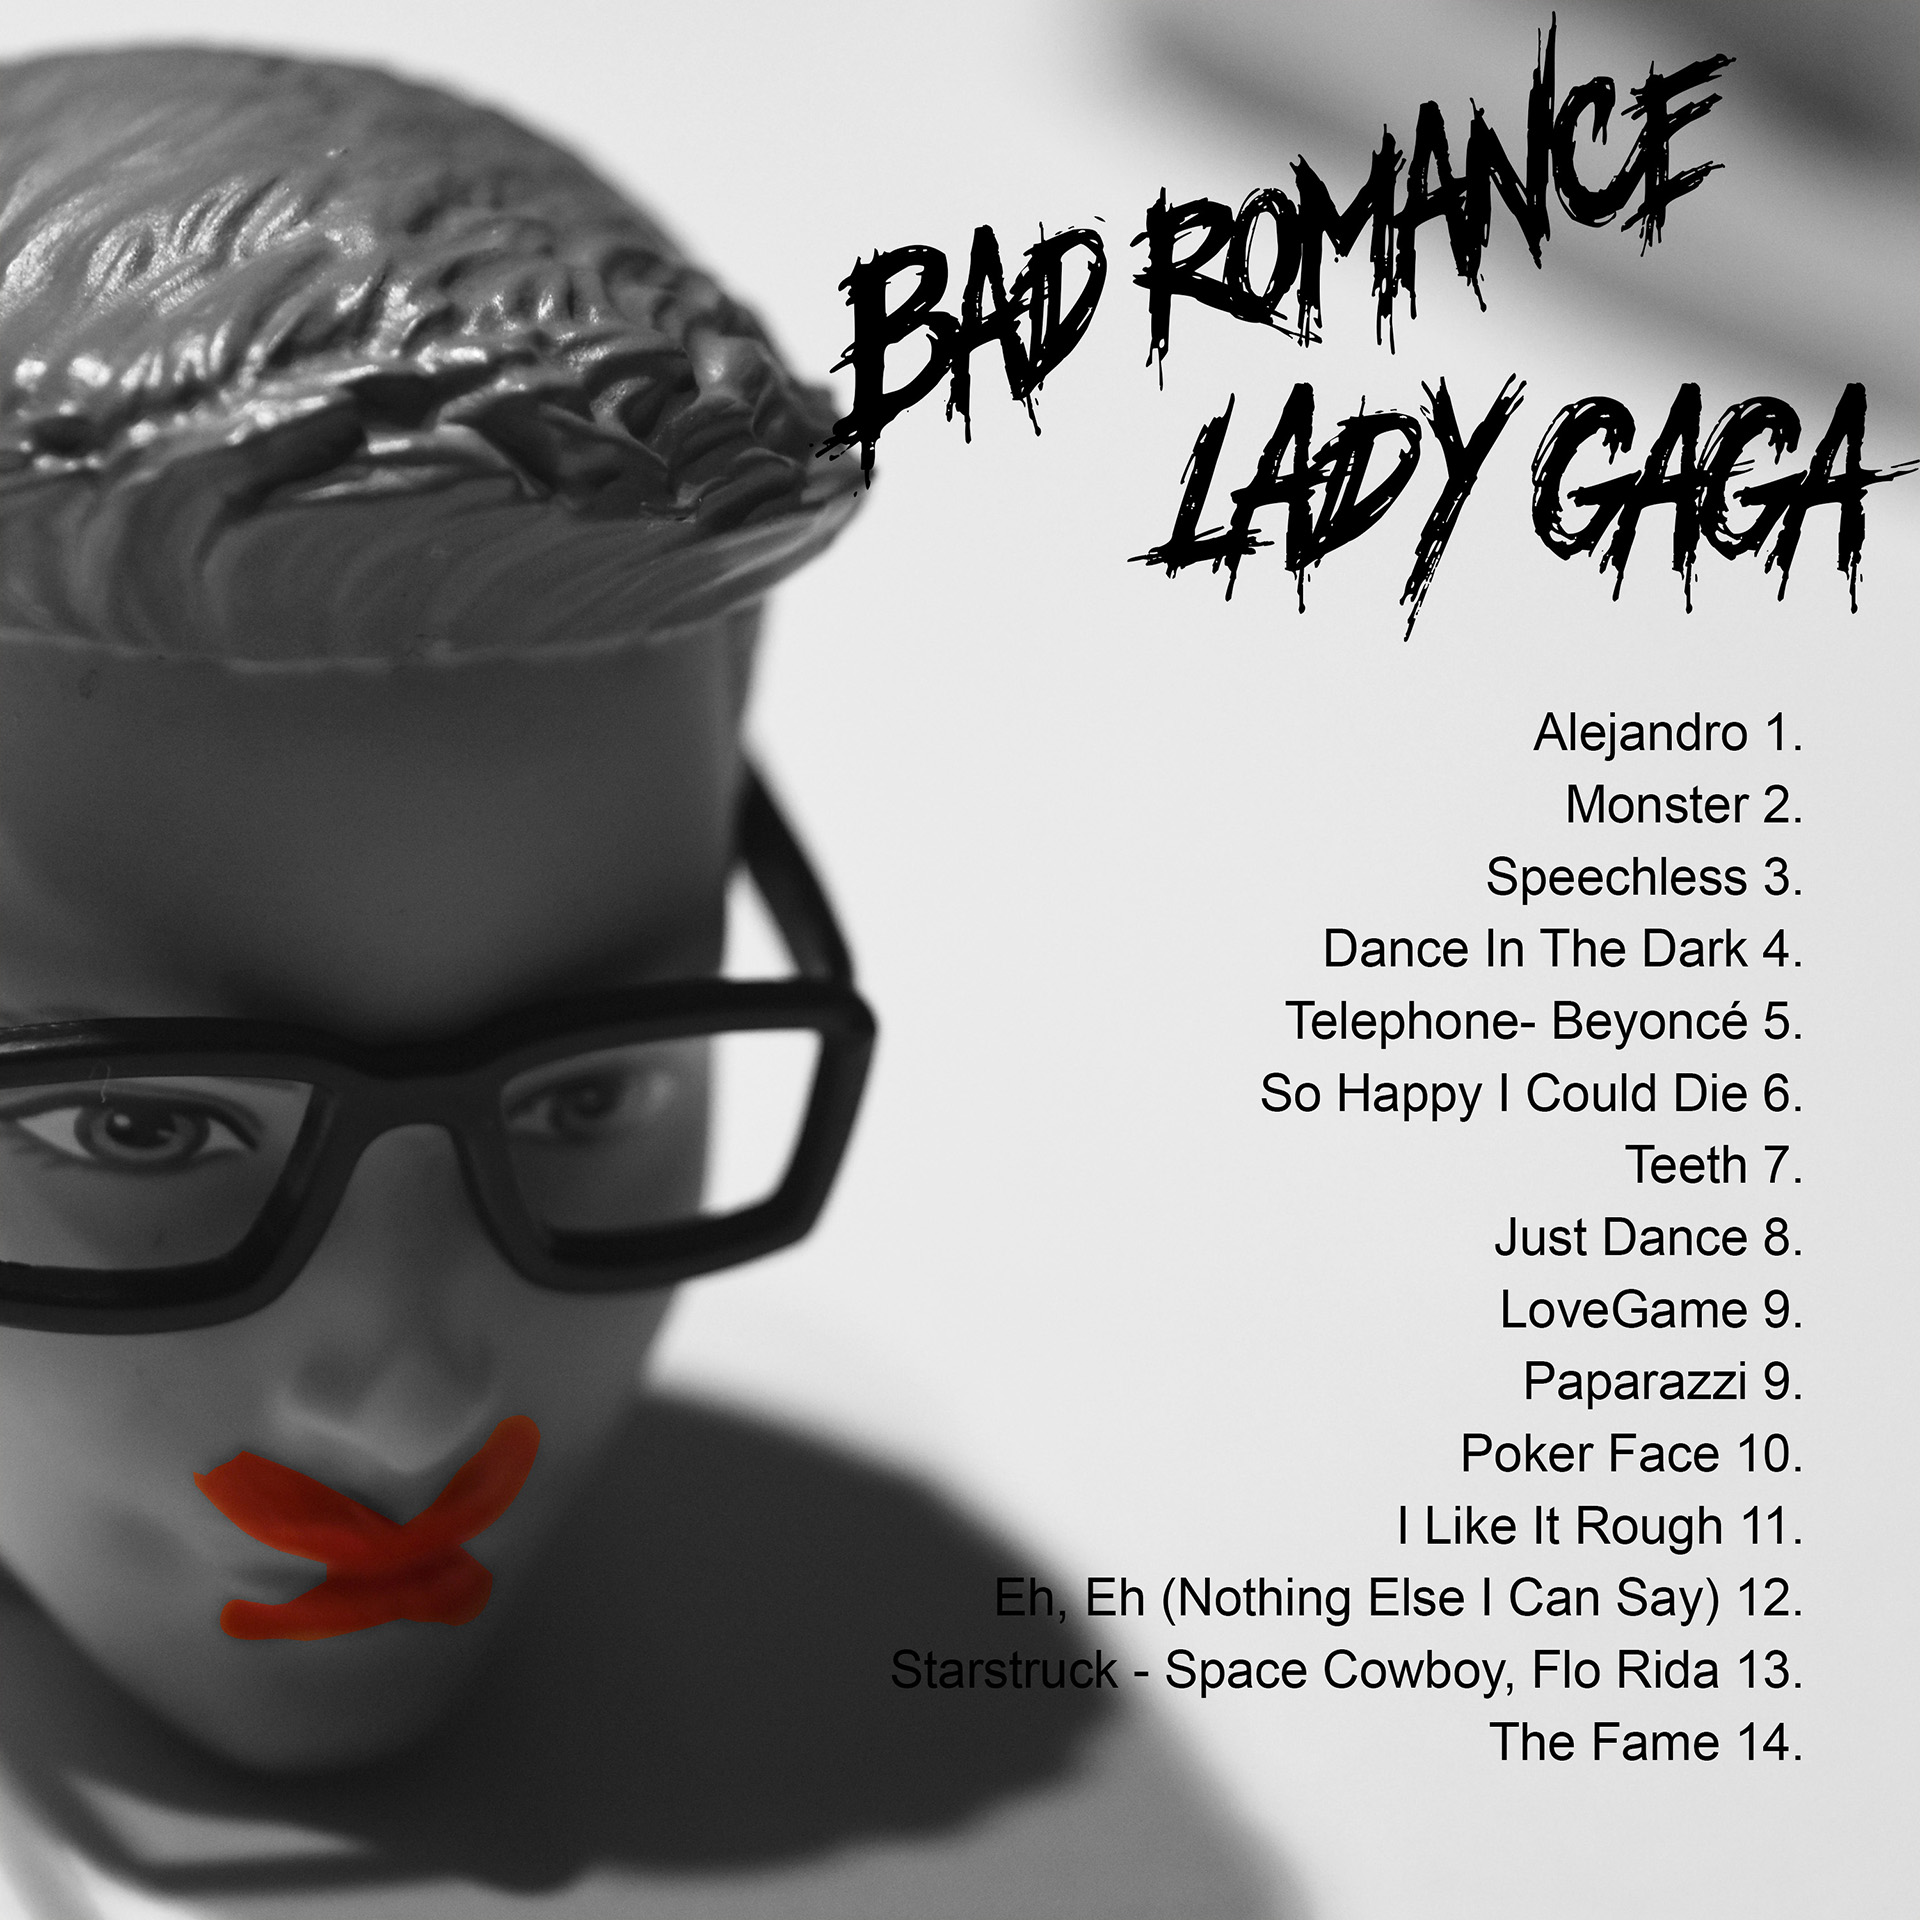 BAD ROMANCE
LADY GAGA
Alejandro 1.
Monster 2.
Speechless 3.
Dance In The Dark 4.
Telephone- Beyoncé 5.
So Happy I Could Die 6.
Teeth 7.
Just Dance 8.
LoveGame 9.
Paparazzi 9.
Poker Face 10.
I Like It Rough 11.
Eh, Eh (Nothing Else I Can Say) 12.
Starstruck - Space Cowboy, Flo Rida 13.
The Fame 14.